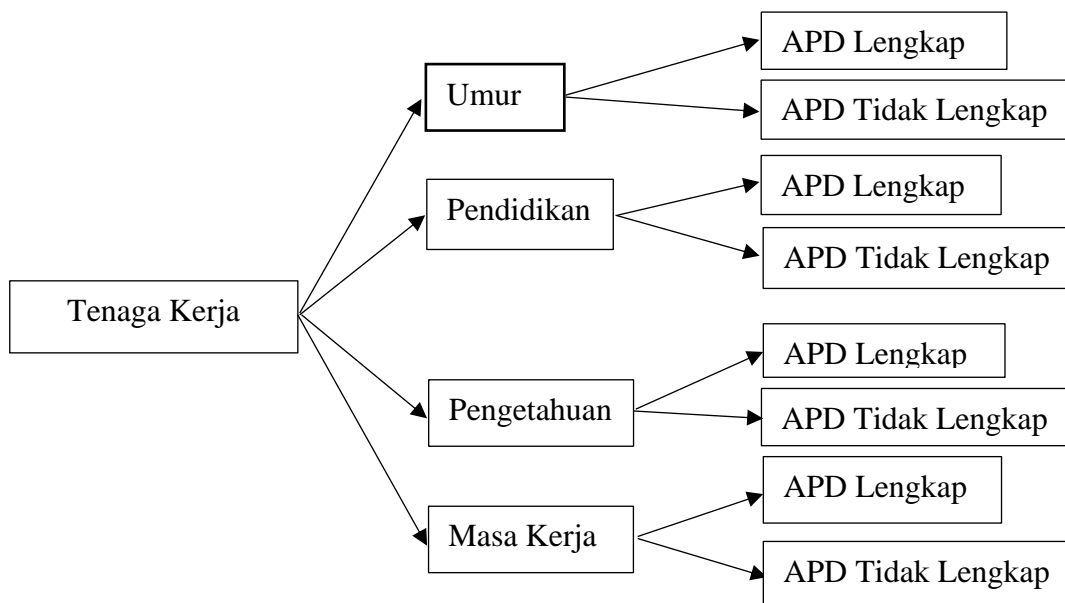 APD Lengkap
Umur
APD Tidak Lengkap
APD Lengkap
Pendidikan
APD Tidak Lengkap
Tenaga Kerja
APD Lengkap
Pengetahuan
APD Tidak Lengkap
APD Lengkap
Masa Kerja
APD Tidak Lengkap